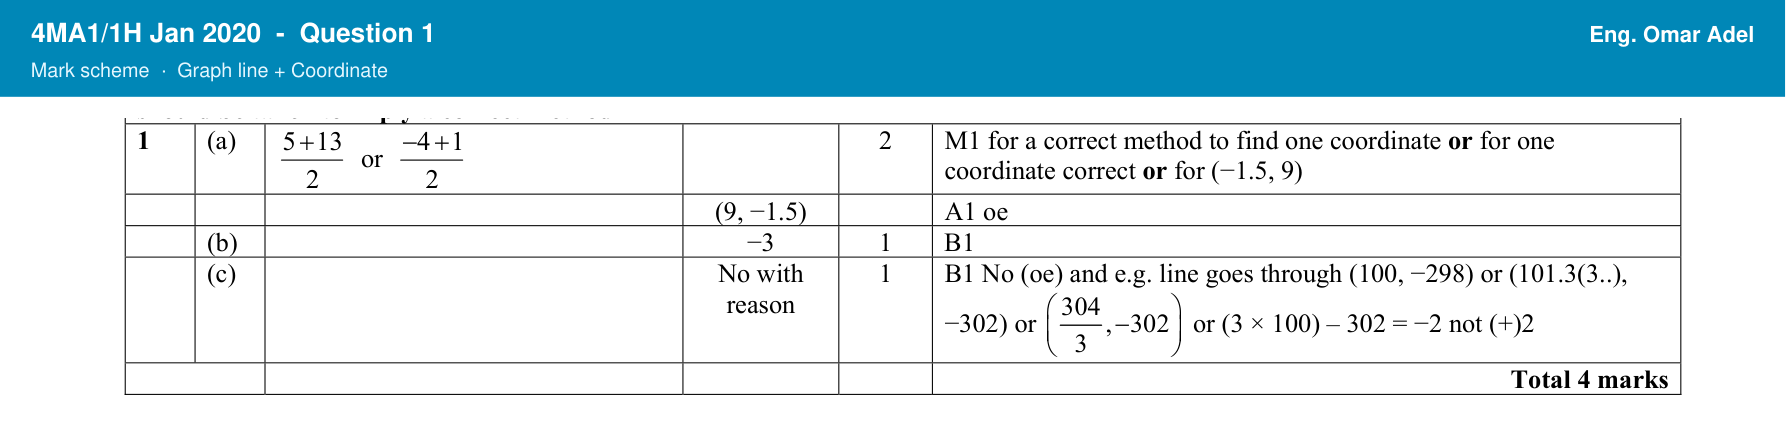 4MA1/1H Jan 2020 - Question 1
Eng. Omar Adel
Mark scheme · Graph line + Coordinate
1 (a) 5+13/2 or −4+1/2 2 M1 for a correct method to find one coordinate or for one
coordinate correct or for (−1.5, 9)
(9, −1.5) A1 oe
(b) −3 1 B1
(c) No with 1 B1 No (oe) and e.g. line goes through (100, −298) or (101.3(3..),
reason −302) or (304/3, −302) or (3 × 100) – 302 = −2 not (+)2
Total 4 marks